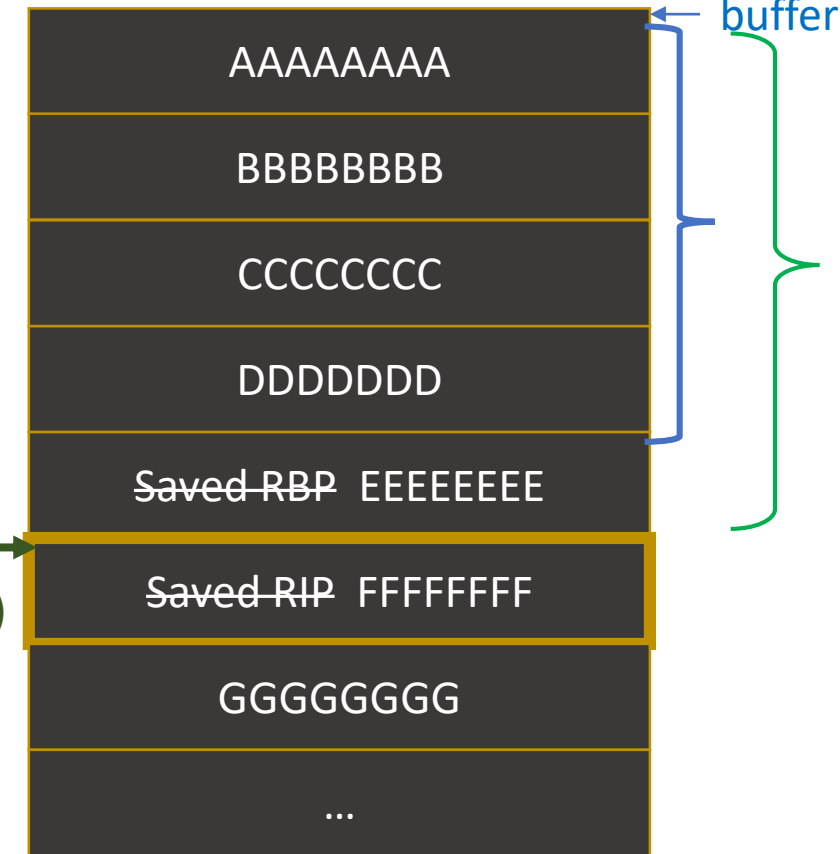 buffer
AAAAAAAA
BBBBBBBB
CCCCCCCC
DDDDDDD
Saved RBP EEEEEEEE
Saved RIP FFFFFFFF
)
GGGGGGGG
...